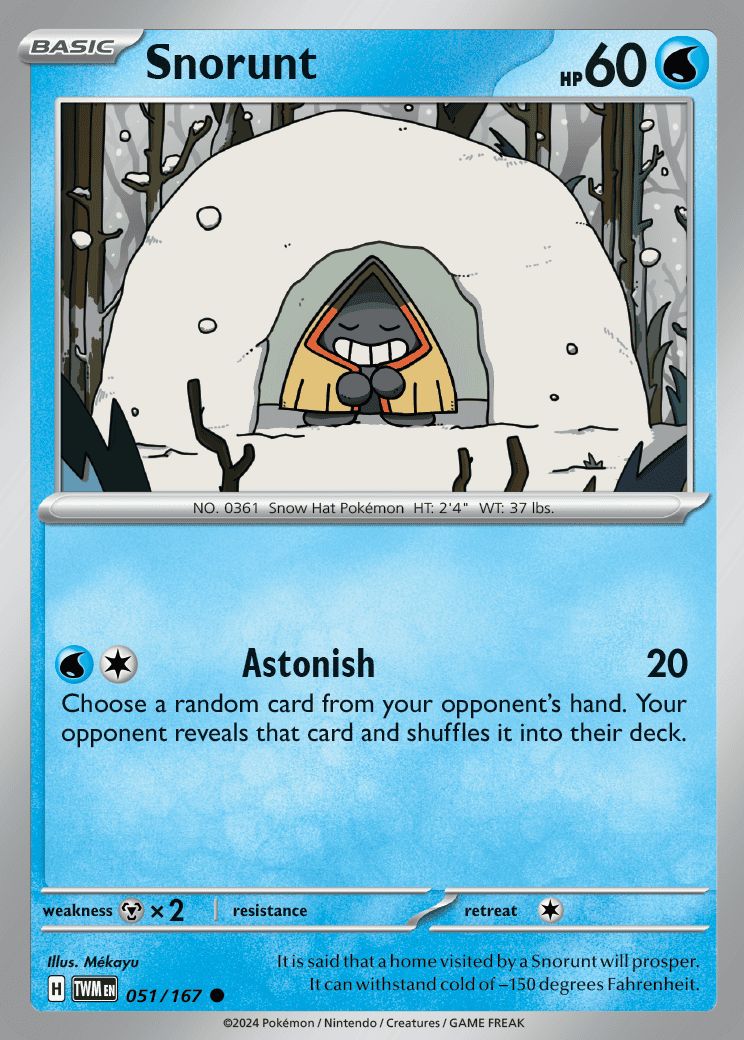 BASIC
Snorunt
HP 60
NO. 0361 Snow Hat Pokémon HT: 2'4" WT: 37 lbs.
Astonish 20
Choose a random card from your opponent's hand. Your
opponent reveals that card and shuffles it into their deck.
weakness ×2 resistance retreat
Illus. Mékayu
It is said that a home visited by a Snorunt will prosper.
It can withstand cold of –150 degrees Fahrenheit.
H TWM EN 051/167
©2024 Pokémon / Nintendo / Creatures / GAME FREAK